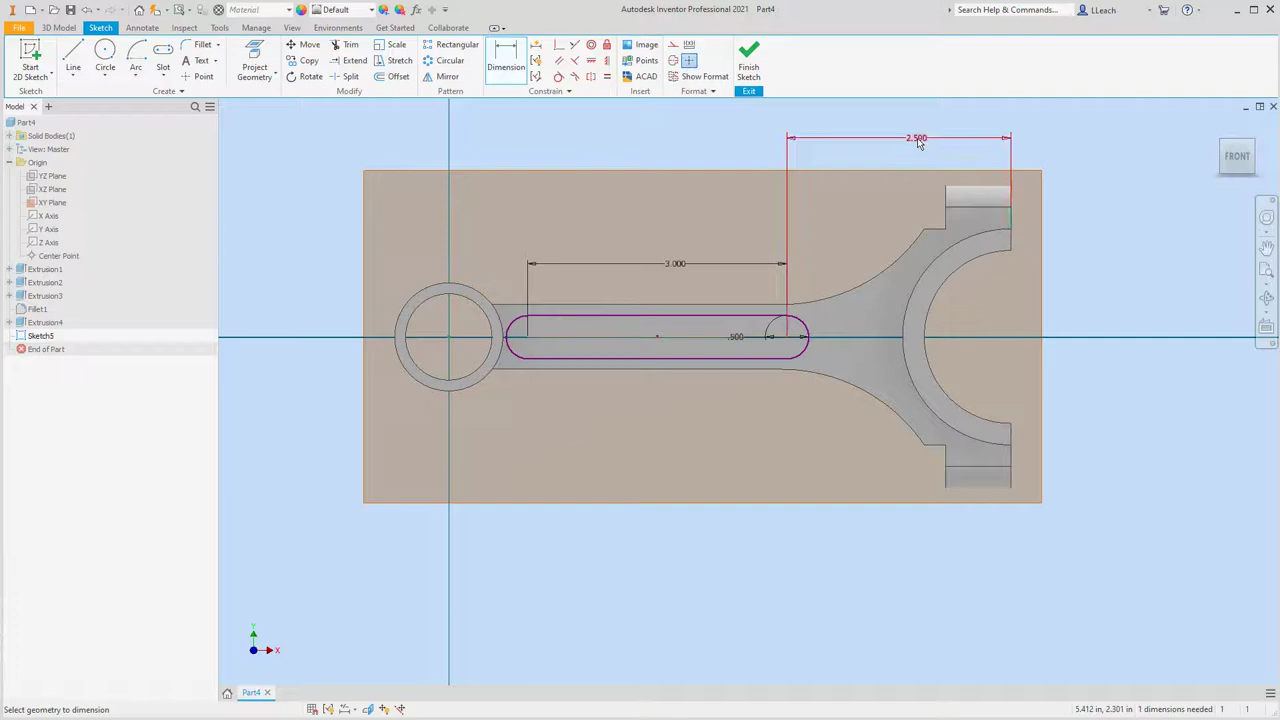 Material
Default
Autodesk Inventor Professional 2021 Part4
Search Help & Commands...
LLeach
File
3D Model
Sketch
Annotate
Inspect
Tools
Manage
View
Environments
Get Started
Collaborate
Start
2D Sketch
Line
Circle
Arc
Slot
Fillet
Text
Point
Project
Geometry
Move
Copy
Rotate
Trim
Extend
Split
Scale
Stretch
Offset
Rectangular
Circular
Mirror
Dimension
Image
Points
ACAD
Show Format
Finish
Sketch
Sketch
Create
Modify
Pattern
Constrain
Insert
Format
Exit
Model
Part4
Solid Bodies(1)
View: Master
Origin
YZ Plane
XZ Plane
XY Plane
X Axis
Y Axis
Z Axis
Center Point
Extrusion1
Extrusion2
Extrusion3
Fillet1
Extrusion4
Sketch5
End of Part
2.500
FRONT
3.000
.500
Y
X
Part4
Select geometry to dimension
5.412 in, 2.301 in
1 dimensions needed
1
1